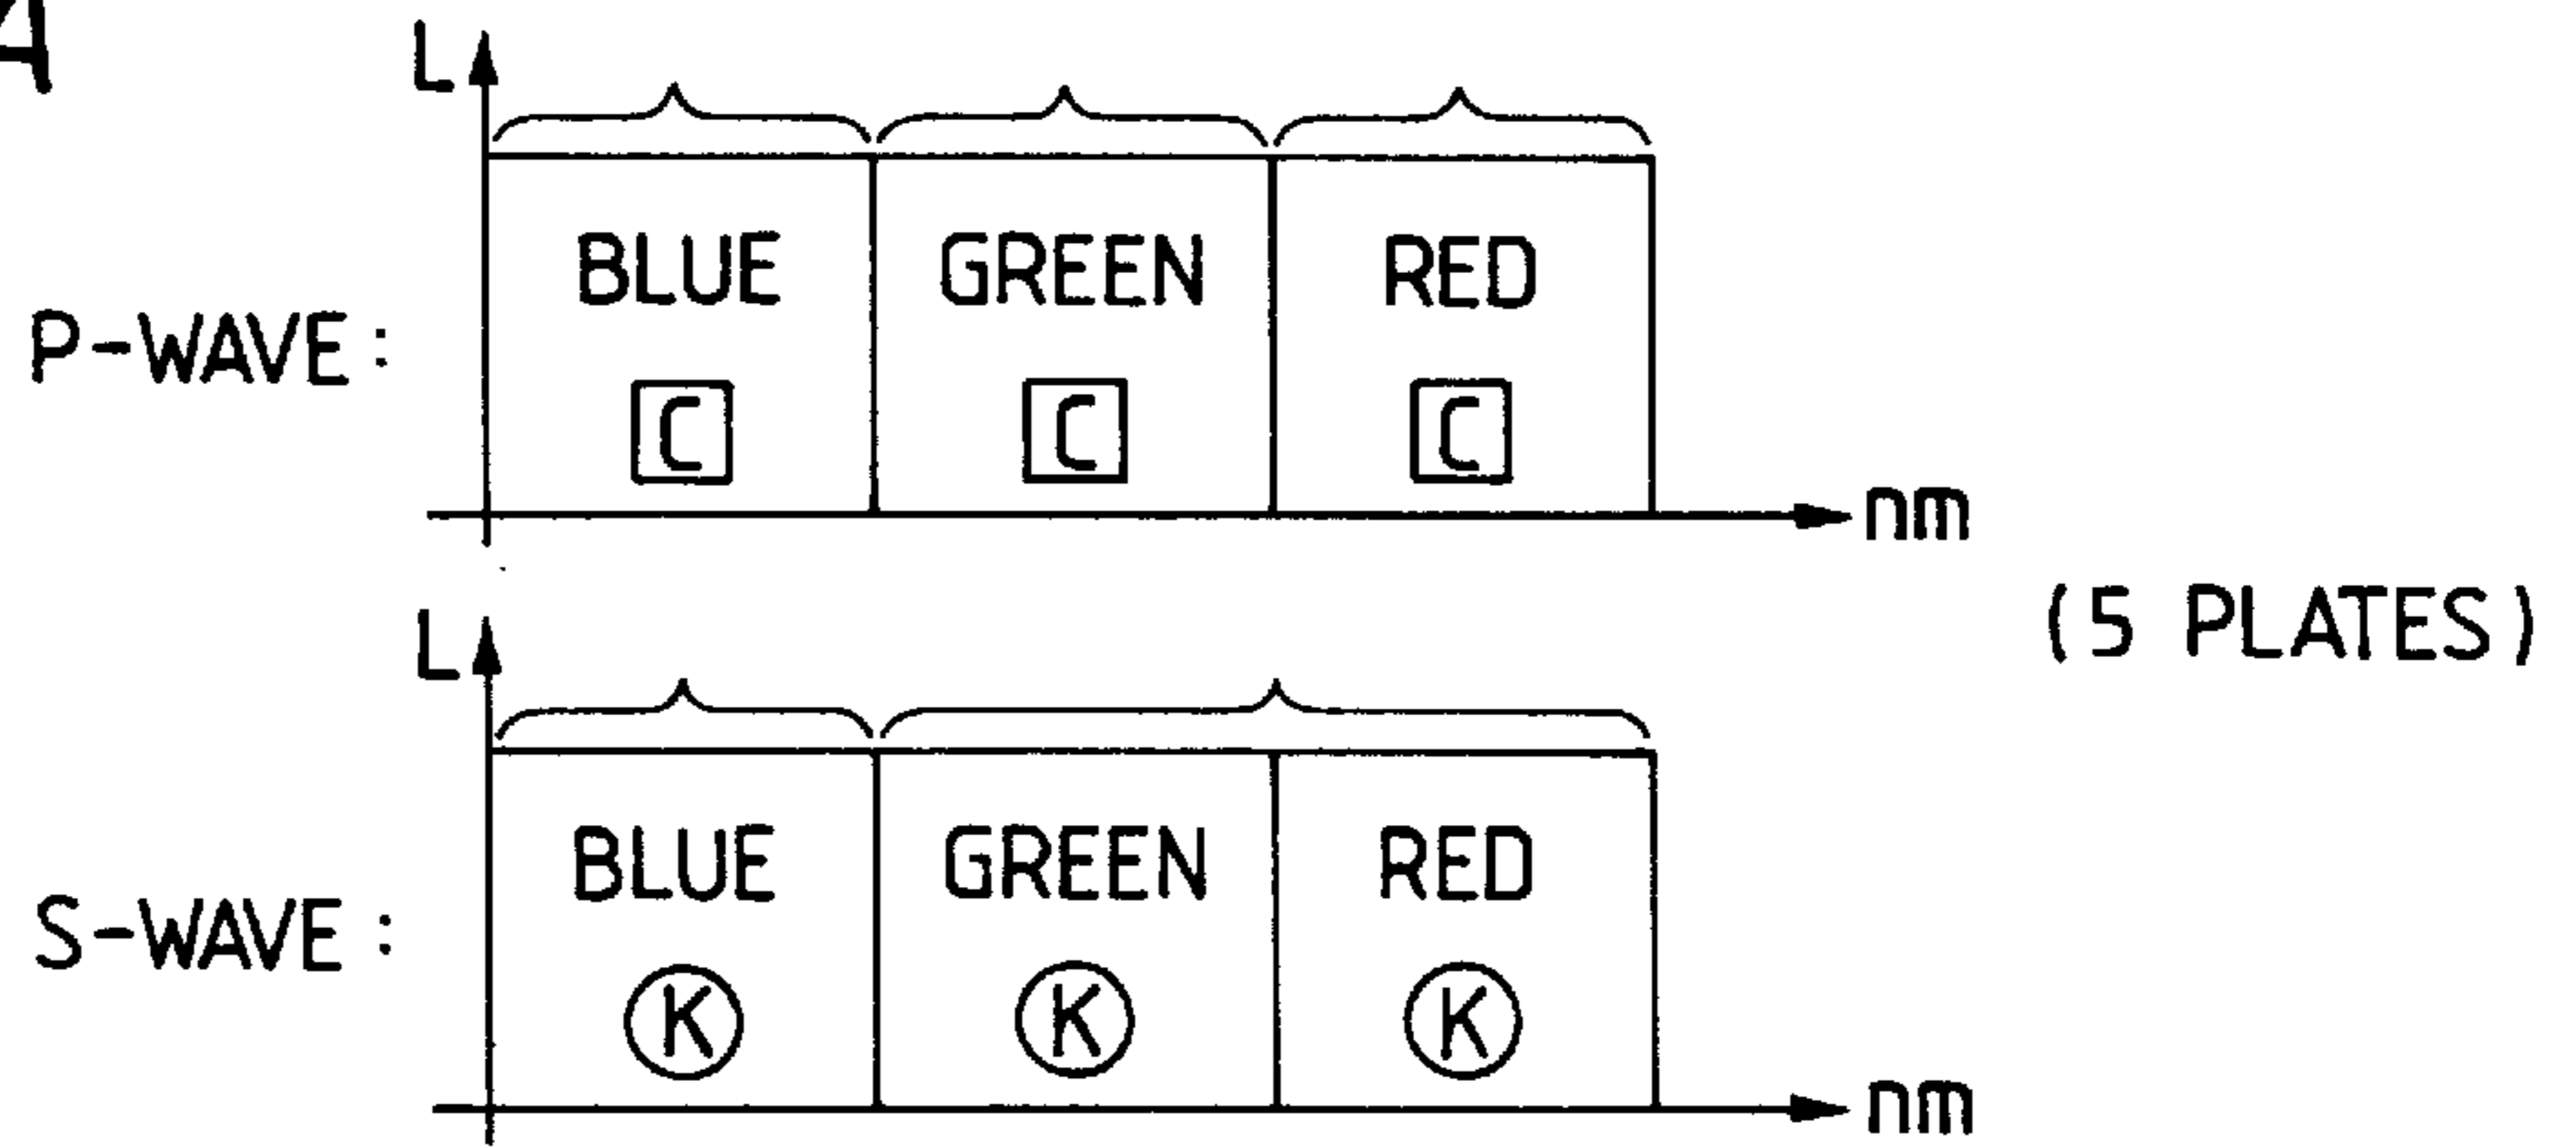 L
BLUE GREEN RED
P-WAVE:
C C C
nm
(5 PLATES)
L
BLUE GREEN RED
S-WAVE:
K K K
nm